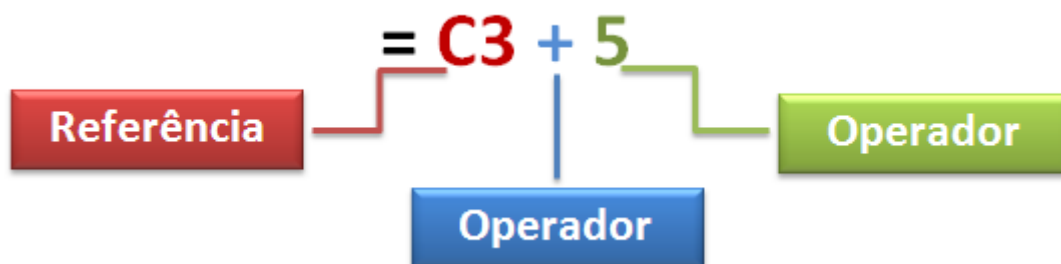 = C3 + 5
Referência
Operador
Operador